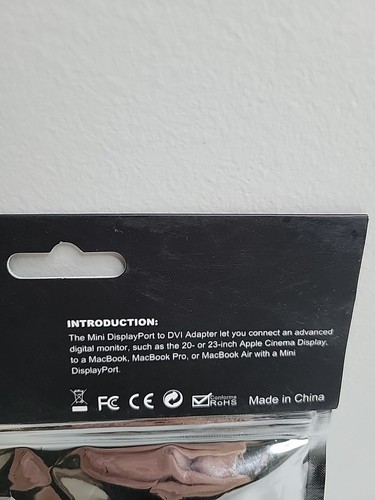 INTRODUCTION:
The Mini DisplayPort to DVI Adapter let you connect an advanced
digital monitor, such as the 20- or 23-inch Apple Cinema Display,
to a MacBook, MacBook Pro, or MacBook Air with a Mini
DisplayPort.
FC CE Conforme RoHS Made in China